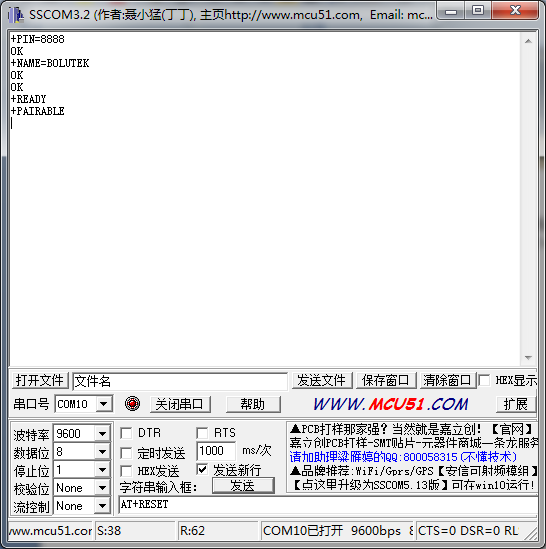 SSCOM3.2 (作者:聂小猛(丁丁), 主页http://www.mcu51.com, Email: mc...
+PIN=8888
OK
+NAME=BOLUTEK
OK
OK
+READY
+PAIRABLE
打开文件 文件名 发送文件 保存窗口 清除窗口 HEX显示
串口号 COM10 关闭串口 帮助 WWW.MCU51.COM 扩展
波特率 9600 DTR RTS
数据位 8 定时发送 1000 ms/次
停止位 1 HEX发送 发送新行
校验位 None 字符串输入框: 发送
流控制 None AT+RESET
▲PCB打样那家强?当然就是嘉立创!【官网】
嘉立创PCB打样-SMT贴片-元器件商城一条龙服务
请加助理梁雁婷的QQ:800058315(不懂技术)
▲品牌推荐:WiFi/Gprs/GPS【安信可射频模组】
【点这里升级为SSCOM5.13版】可在win10运行!
ww.mcu51.cor S:38 R:62 COM10已打开 9600bps 8 CTS=0 DSR=0 RL